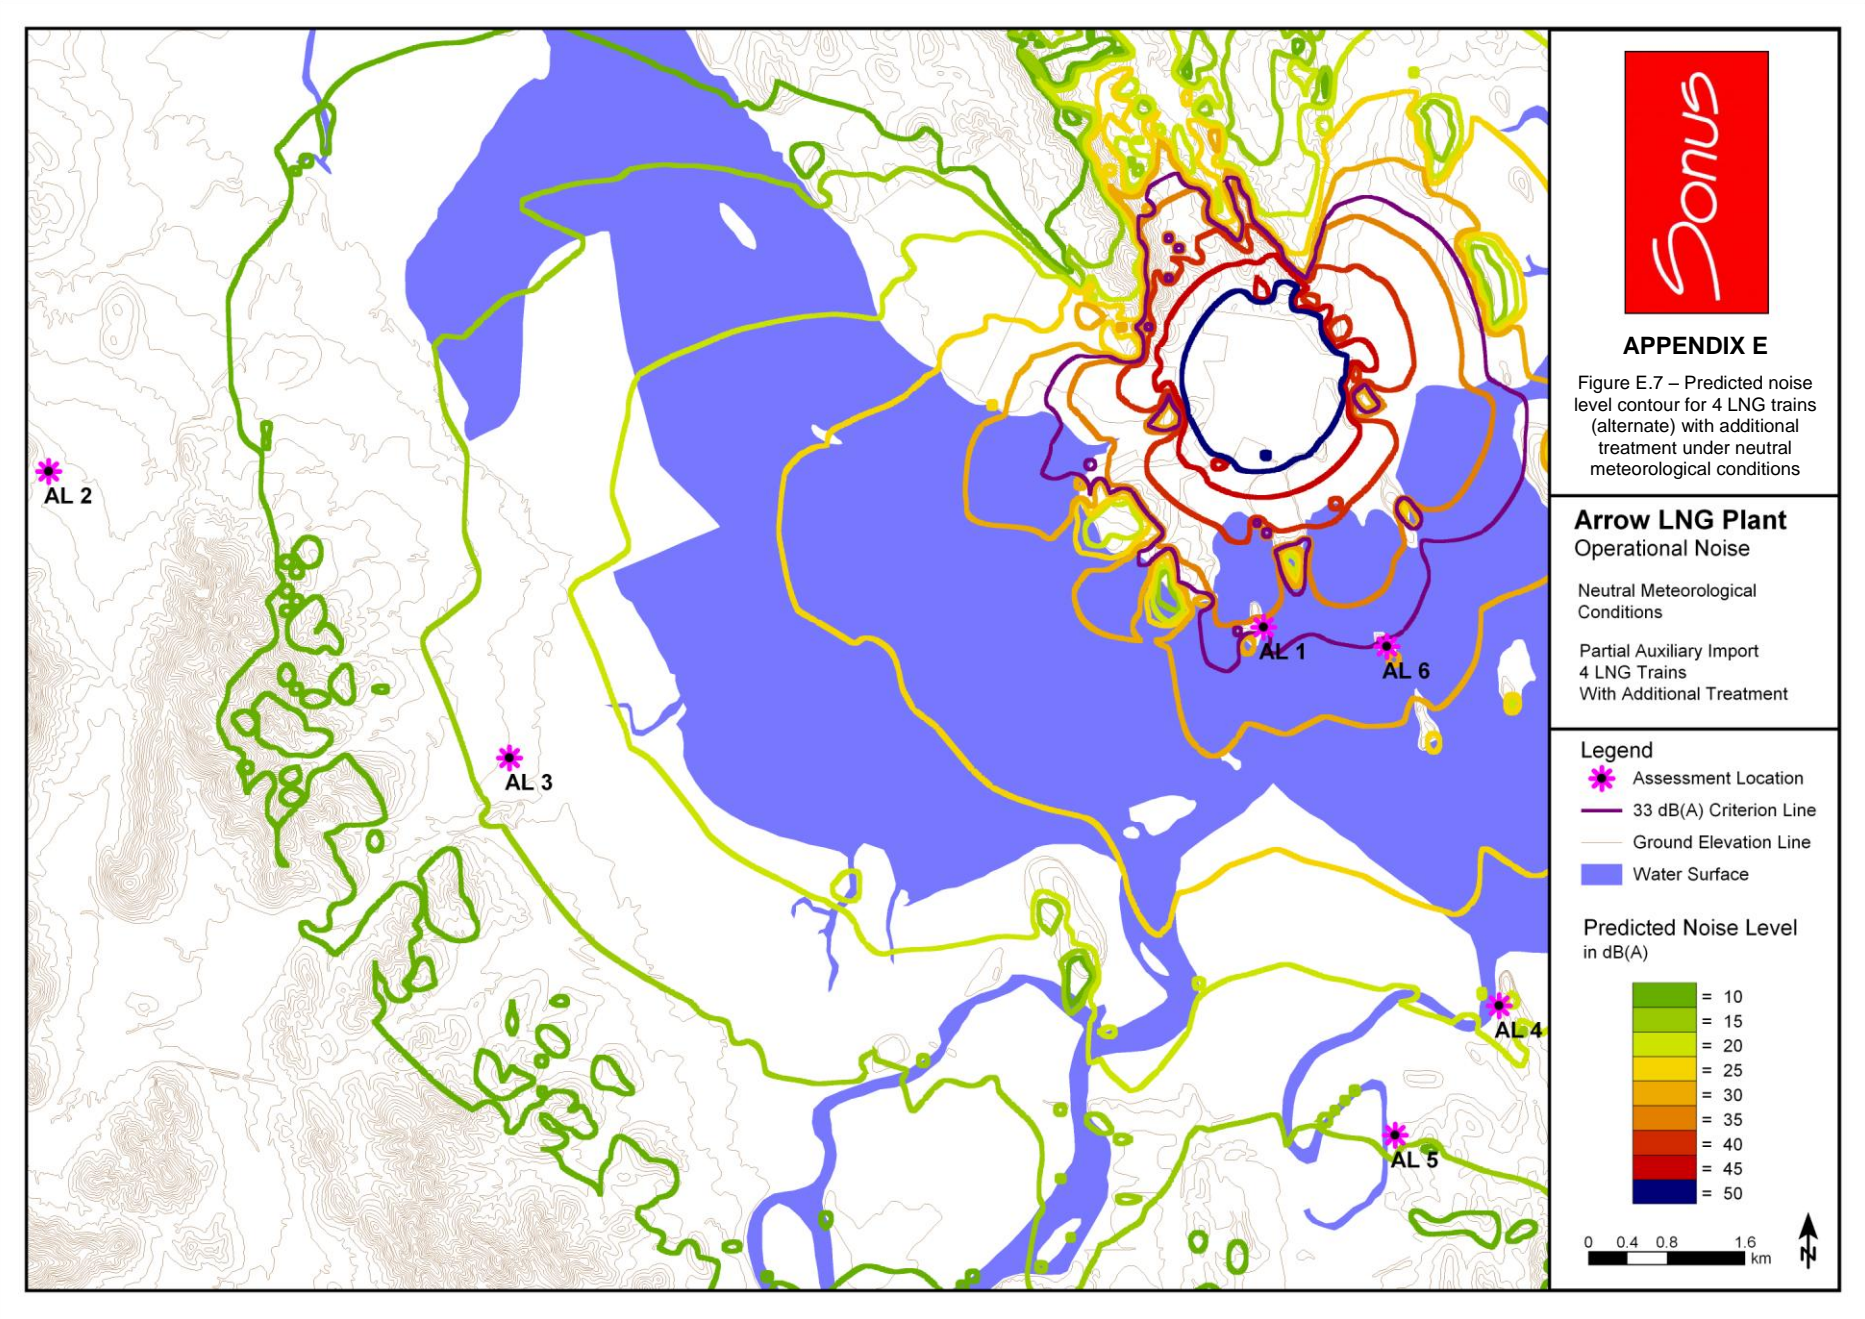 AL 2
AL 3
AL 1
AL 6
AL 4
AL 5
Sonus
APPENDIX E
Figure E.7 – Predicted noise
level contour for 4 LNG trains
(alternate) with additional
treatment under neutral
meteorological conditions
Arrow LNG Plant
Operational Noise
Neutral Meteorological
Conditions
Partial Auxiliary Import
4 LNG Trains
With Additional Treatment
Legend
Assessment Location
33 dB(A) Criterion Line
Ground Elevation Line
Water Surface
Predicted Noise Level
in dB(A)
= 10
= 15
= 20
= 25
= 30
= 35
= 40
= 45
= 50
0 0.4 0.8 1.6
km
N